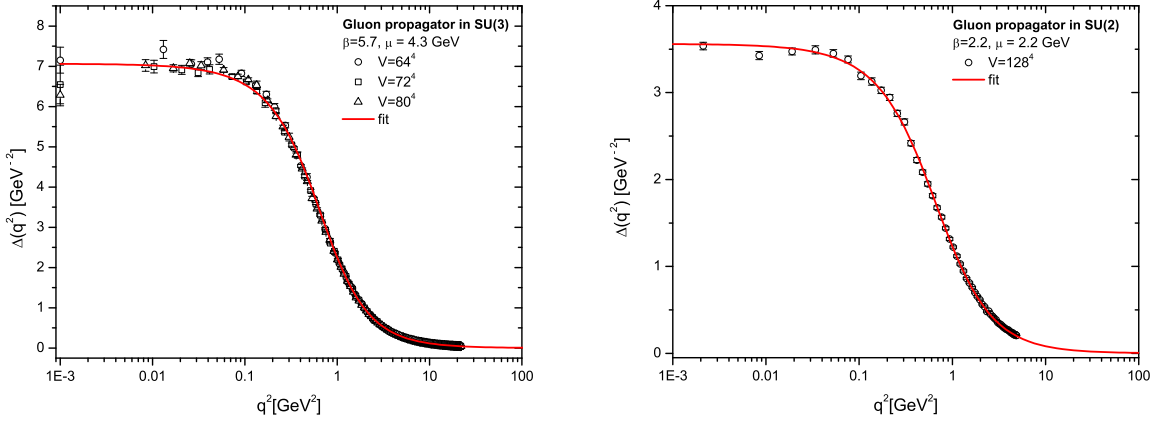 Gluon propagator in SU(3)
β=5.7, μ = 4.3 GeV
V=64⁴
V=72⁴
V=80⁴
fit
8
7
6
5
4
3
2
1
0
Δ(q²) [GeV⁻²]
1E-3 0.01 0.1 1 10 100
q²[GeV²]
Gluon propagator in SU(2)
β=2.2, μ = 2.2 GeV
V=128⁴
fit
4
3
2
1
0
Δ(q²) [GeV⁻²]
1E-3 0.01 0.1 1 10 100
q²[GeV²]